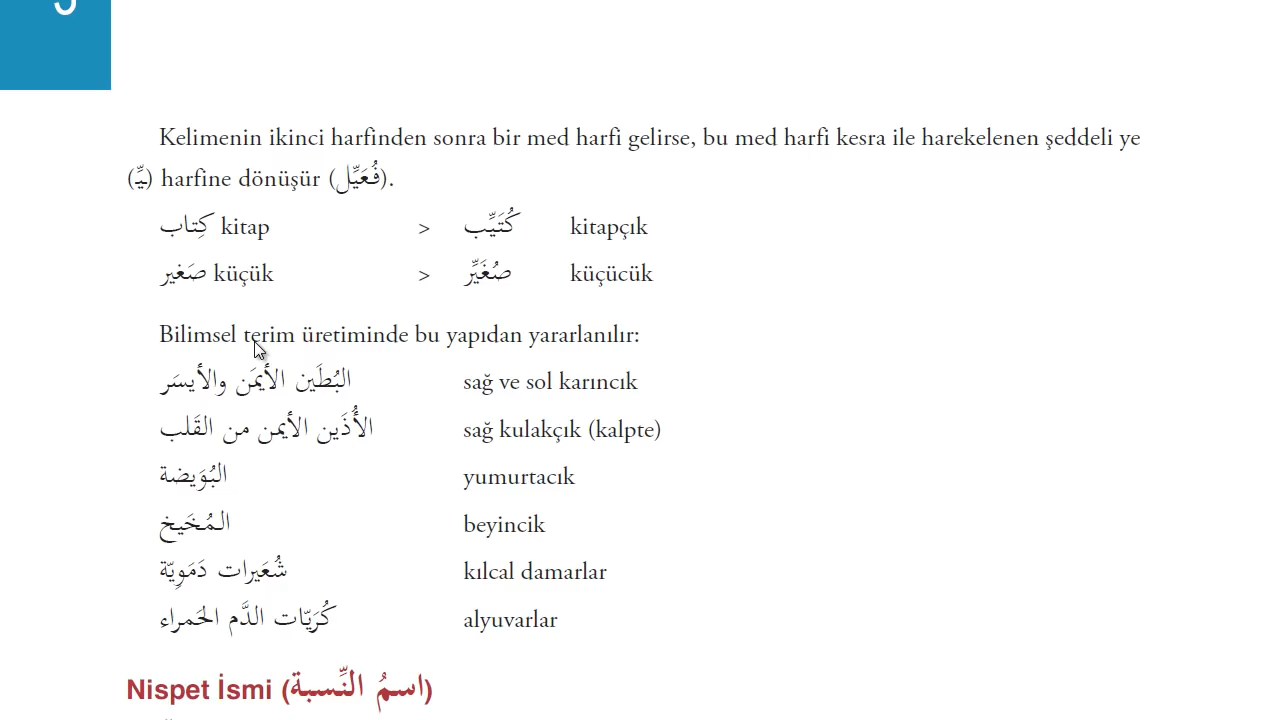 Kelimenin ikinci harfinden sonra bir med harfi gelirse, bu med harfi kesra ile harekelenen şeddeli ye
(يِّ) harfine dönüşür (فُعَيِّل).
كِتاب kitap > كُتَيِّب kitapçık
صَغير küçük > صُغَيِّر küçücük
Bilimsel terim üretiminde bu yapıdan yararlanılır:
البُطَين الأيمَن والأيسَر sağ ve sol karıncık
الأُذَين الأيمن من القَلب sağ kulakçık (kalpte)
البُوَيضة yumurtacık
المُخَيخ beyincik
شُعَيرات دَمَوِيّة kılcal damarlar
كُرَيّات الدَّم الحَمراء alyuvarlar
Nispet İsmi (اسمُ النِّسبة)